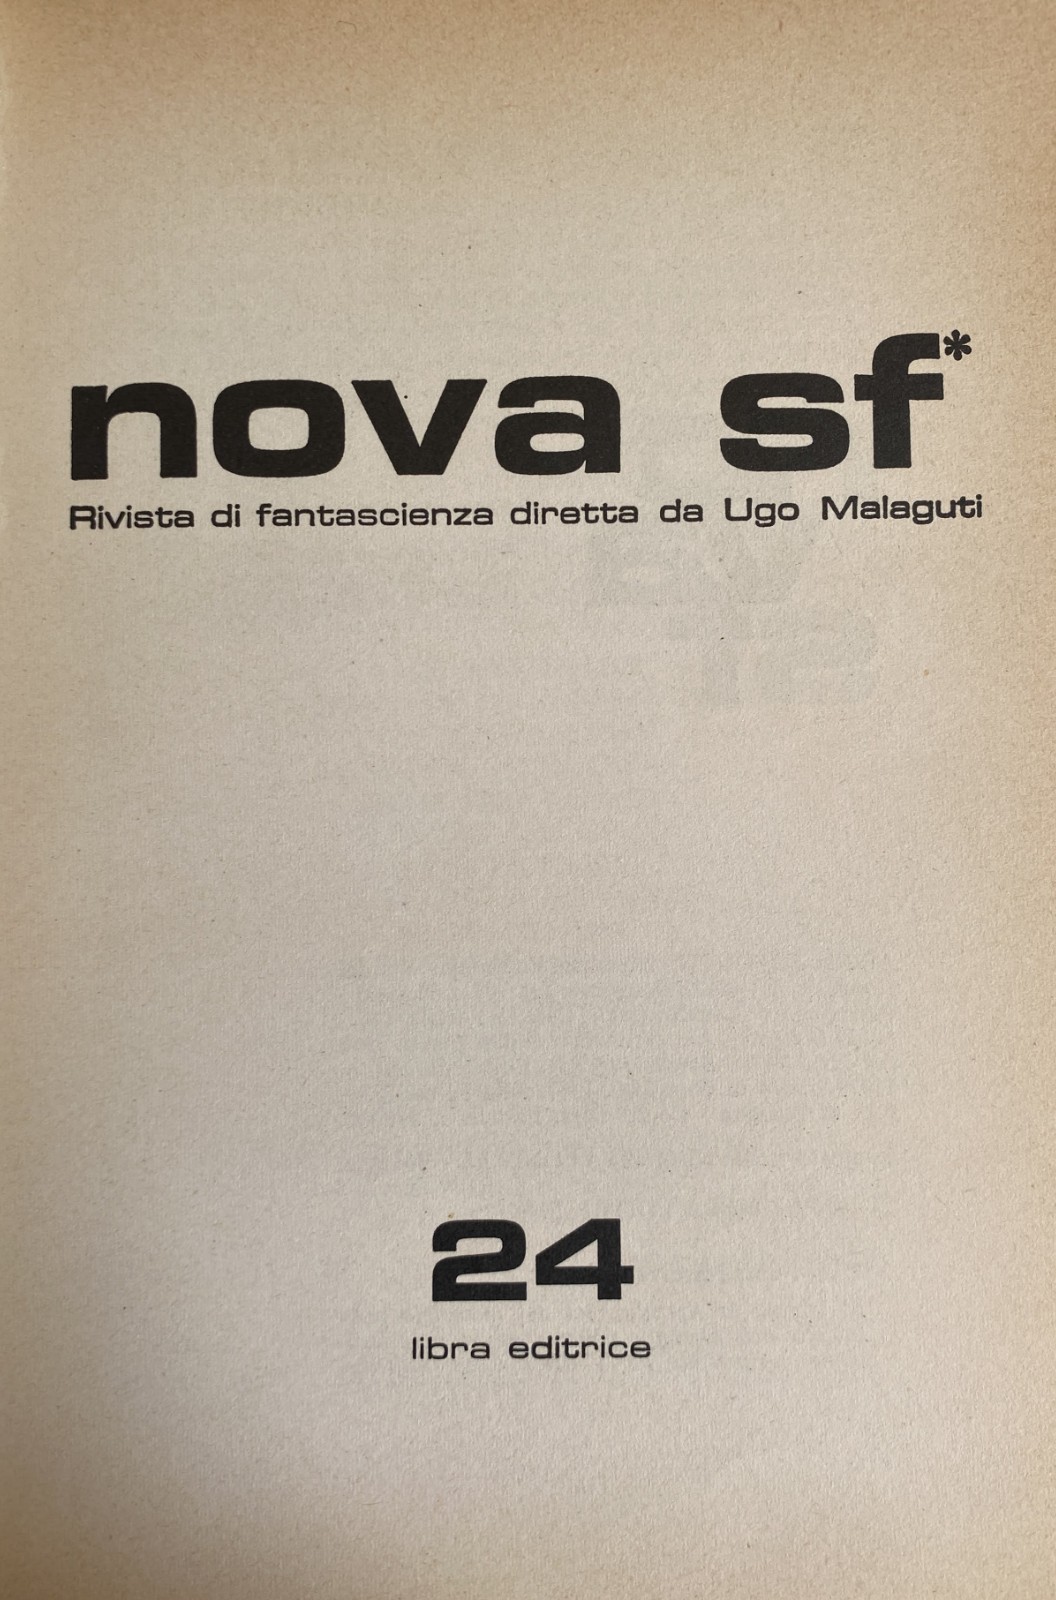 nova sf*
Rivista di fantascienza diretta da Ugo Malaguti
24
libra editrice